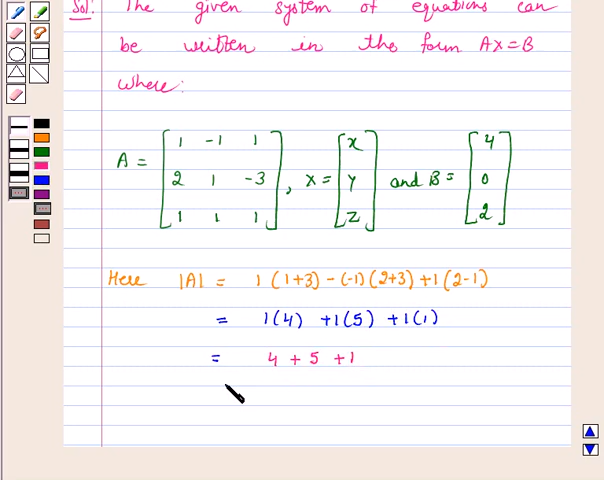 Sol: The given system of equations can
be written in the form AX=B
where:
A = [ 1 -1 1 ; 2 1 -3 ; 1 1 1 ], X = [ x ; y ; z ] and B = [ 4 ; 0 ; 2 ]
Here |A| = 1(1+3) - (-1)(2+3) + 1(2-1)
= 1(4) + 1(5) + 1(1)
= 4 + 5 + 1